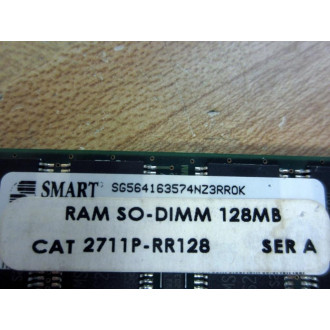 SMART SG564163574NZ3RR0K
RAM SO-DIMM 128MB
CAT 2711P-RR128 SER A